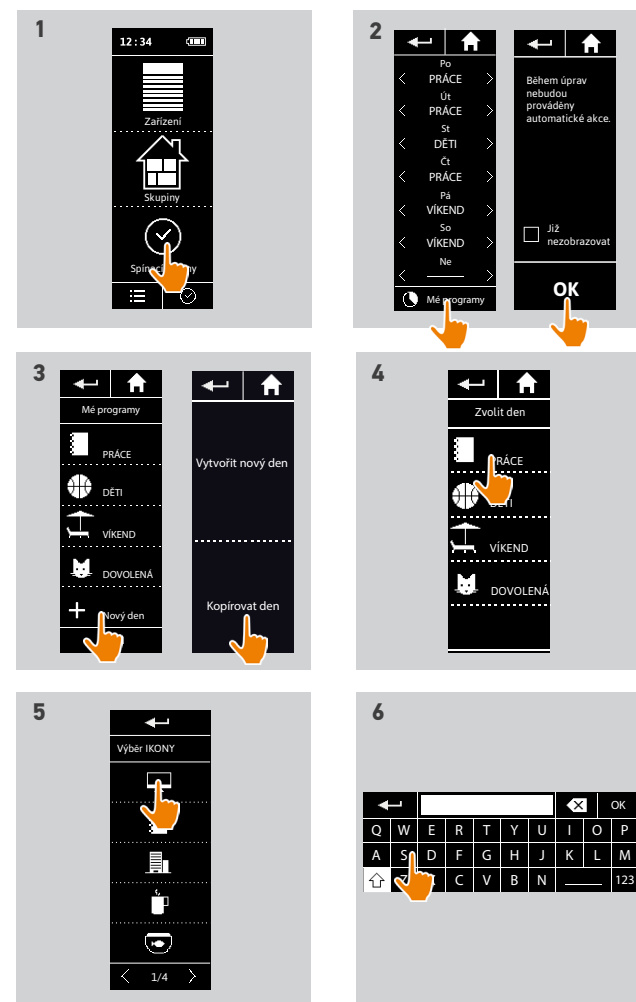 1
12:34
Zařízení
Skupiny
2
Po
PRÁCE
Út
PRÁCE
St
DĚTI
Čt
PRÁCE
Pá
VÍKEND
So
VÍKEND
Ne
Mé programy
Během úprav
nebudou
prováděny
automatické akce.
Již
nezobrazovat
OK
3
Mé programy
PRÁCE
DĚTI
VÍKEND
DOVOLENÁ
Nový den
Vytvořit nový den
Kopírovat den
4
Zvolit den
PRÁCE
DĚTI
VÍKEND
DOVOLENÁ
5
Výběr IKONY
1/4
6
OK
Q W E R T Y U I O P
A S D F G H J K L M
Z C V B N 123